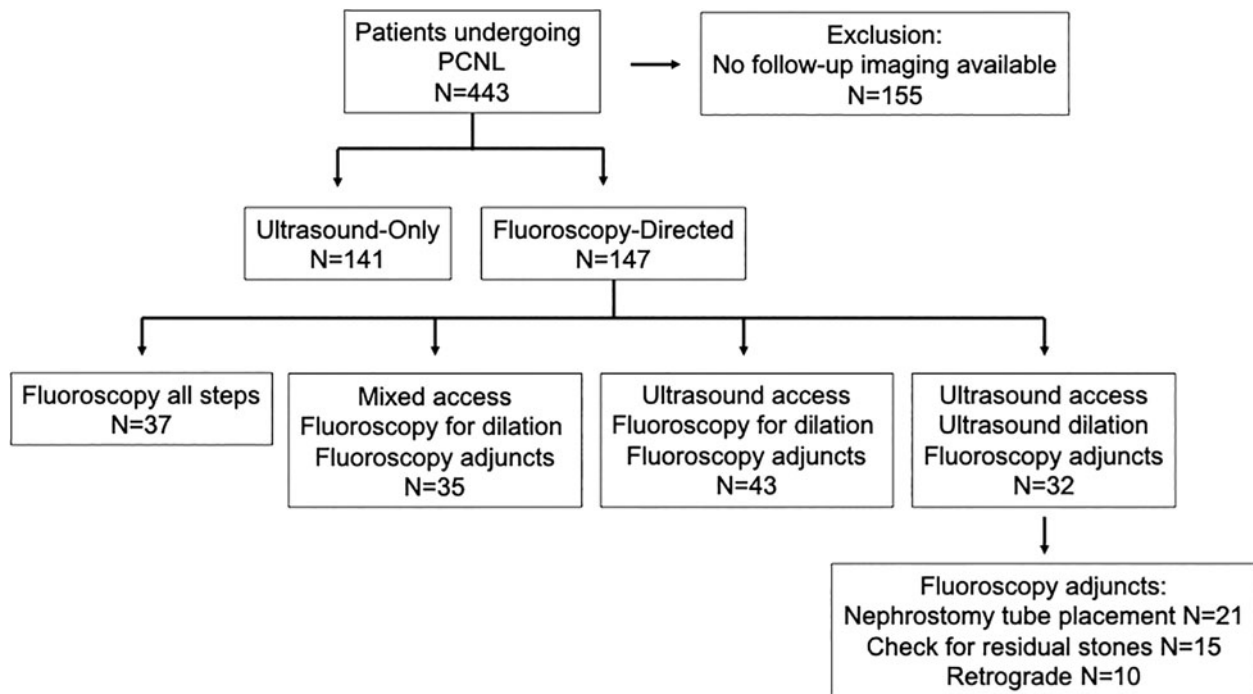 Patients undergoing
PCNL
N=443
Exclusion:
No follow-up imaging available
N=155
Ultrasound-Only
N=141
Fluoroscopy-Directed
N=147
Fluoroscopy all steps
N=37
Mixed access
Fluoroscopy for dilation
Fluoroscopy adjuncts
N=35
Ultrasound access
Fluoroscopy for dilation
Fluoroscopy adjuncts
N=43
Ultrasound access
Ultrasound dilation
Fluoroscopy adjuncts
N=32
Fluoroscopy adjuncts:
Nephrostomy tube placement N=21
Check for residual stones N=15
Retrograde N=10